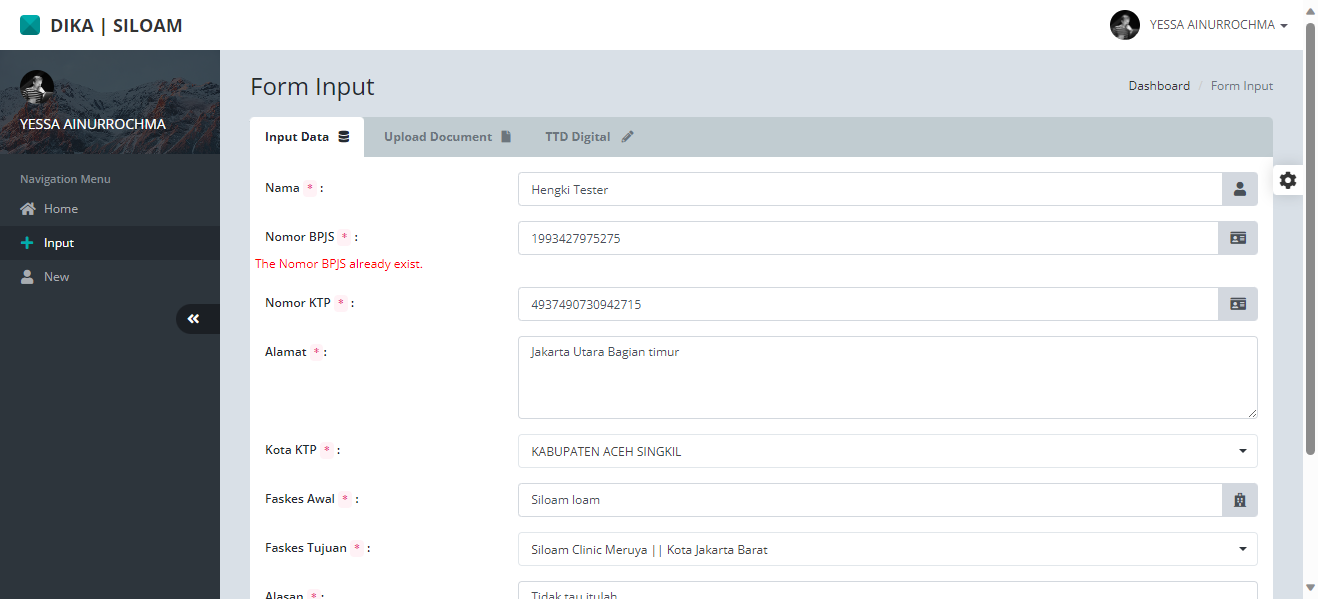 DIKA | SILOAM
YESSA AINURROCHMA
YESSA AINURROCHMA
Navigation Menu
Home
Input
New
Form Input
Dashboard / Form Input
Input Data
Upload Document
TTD Digital
Nama * :
Hengki Tester
Nomor BPJS * :
1993427975275
The Nomor BPJS already exist.
Nomor KTP * :
4937490730942715
Alamat * :
Jakarta Utara Bagian timur
Kota KTP * :
KABUPATEN ACEH SINGKIL
Faskes Awal * :
Siloam loam
Faskes Tujuan * :
Siloam Clinic Meruya || Kota Jakarta Barat
Alasan * :
Tidak tau itulah